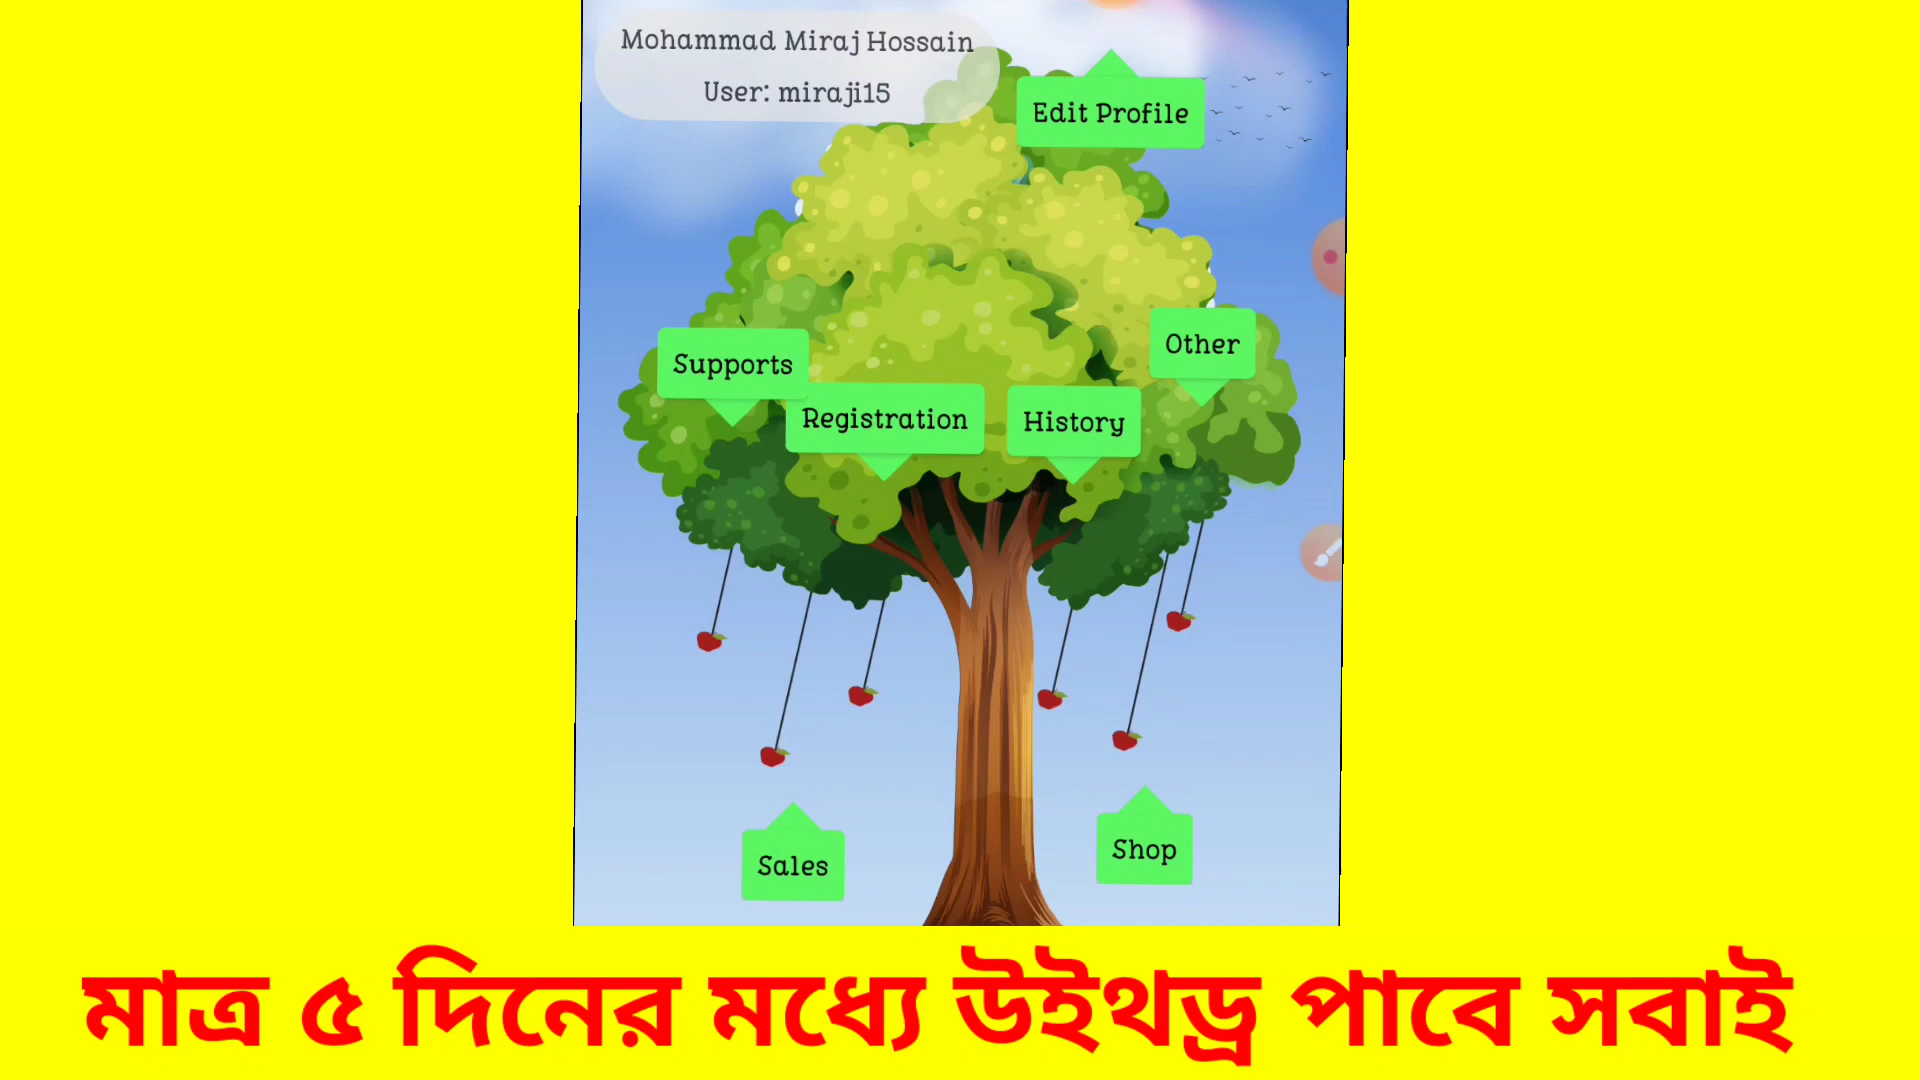 Mohammad Miraj Hossain
User: miraji15
Edit Profile
Other
Supports
Registration
History
Shop
Sales
মাত্র ৫ দিনের মধ্যে উইথড্র পাবে সবাই